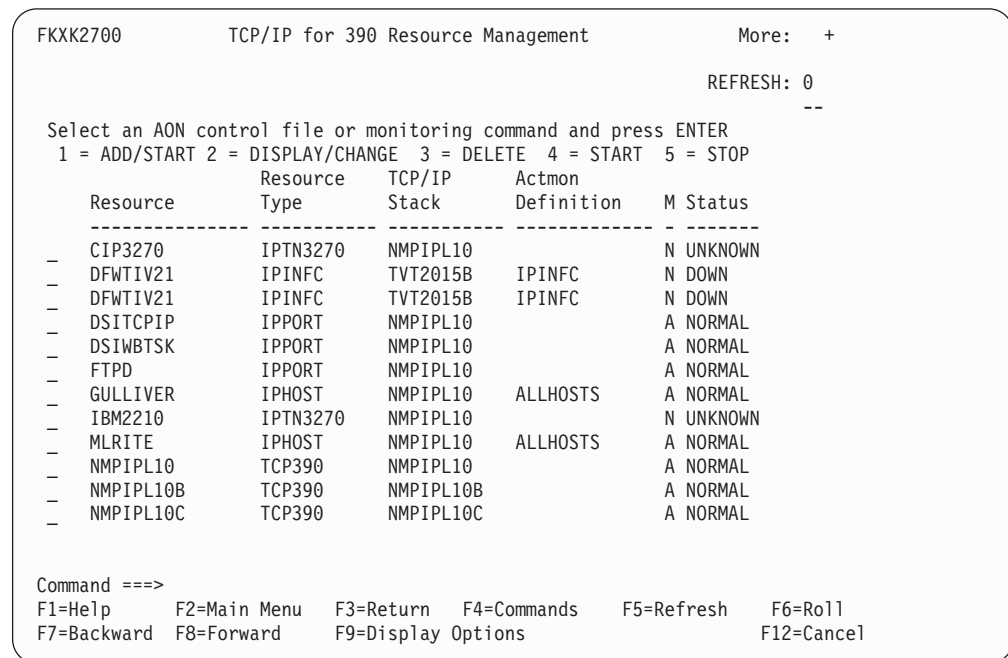 FKXK2700 TCP/IP for 390 Resource Management More: +
REFRESH: 0
--
Select an AON control file or monitoring command and press ENTER
1 = ADD/START 2 = DISPLAY/CHANGE 3 = DELETE 4 = START 5 = STOP
Resource TCP/IP Actmon
Resource Type Stack Definition M Status
--------------- ----------- ----------- ------------- - -------
_ CIP3270 IPTN3270 NMPIPL10 N UNKNOWN
_ DFWTIV21 IPINFC TVT2015B IPINFC N DOWN
_ DFWTIV21 IPINFC TVT2015B IPINFC N DOWN
_ DSITCPIP IPPORT NMPIPL10 A NORMAL
_ DSIWBTSK IPPORT NMPIPL10 A NORMAL
_ FTPD IPPORT NMPIPL10 A NORMAL
_ GULLIVER IPHOST NMPIPL10 ALLHOSTS A NORMAL
_ IBM2210 IPTN3270 NMPIPL10 N UNKNOWN
_ MLRITE IPHOST NMPIPL10 ALLHOSTS A NORMAL
_ NMPIPL10 TCP390 NMPIPL10 A NORMAL
_ NMPIPL10B TCP390 NMPIPL10B A NORMAL
_ NMPIPL10C TCP390 NMPIPL10C A NORMAL
Command ===>
F1=Help F2=Main Menu F3=Return F4=Commands F5=Refresh F6=Roll
F7=Backward F8=Forward F9=Display Options F12=Cancel